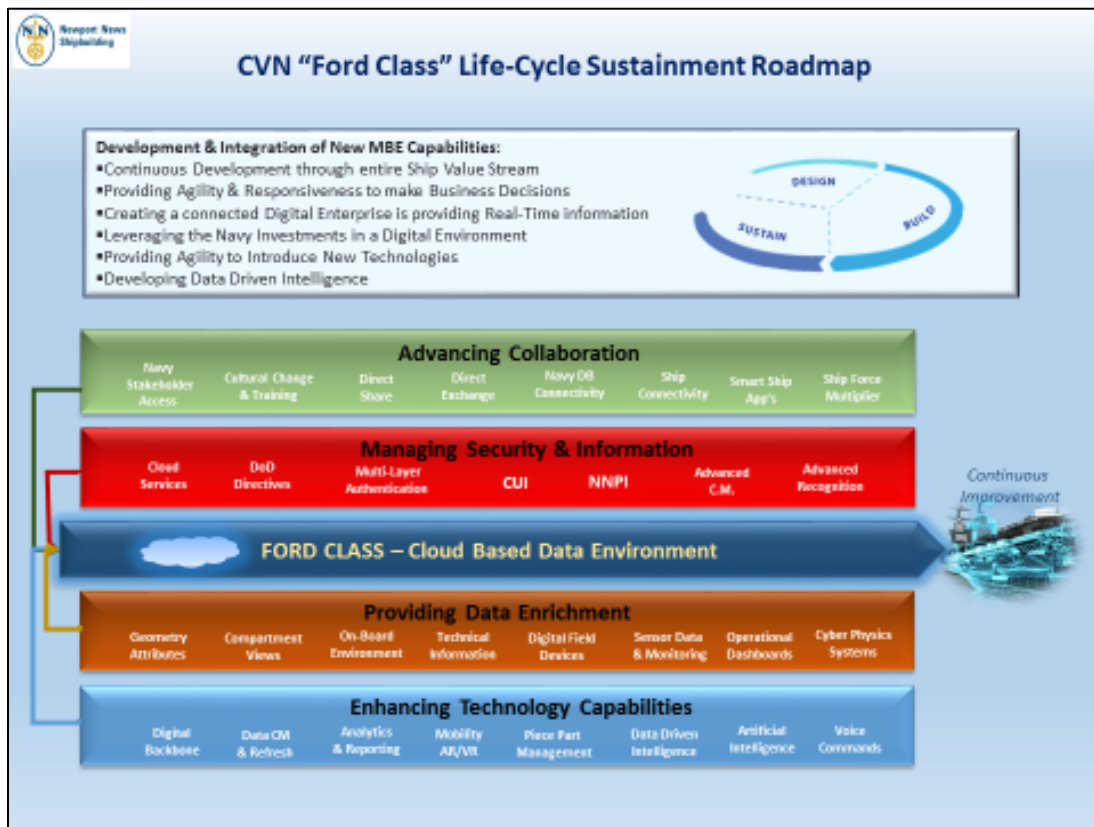 Newport News
Shipbuilding
CVN “Ford Class” Life-Cycle Sustainment Roadmap
Development & Integration of New MBE Capabilities:
▪Continuous Development through entire Ship Value Stream
▪Providing Agility & Responsiveness to make Business Decisions
▪Creating a connected Digital Enterprise is providing Real-Time information
▪Leveraging the Navy Investments in a Digital Environment
▪Providing Agility to Introduce New Technologies
▪Developing Data Driven Intelligence
DESIGN
BUILD
SUSTAIN
Advancing Collaboration
Navy
Stakeholder
Access
Cultural Change
& Training
Direct
Share
Direct
Exchange
Navy DB
Connectivity
Ship
Connectivity
Smart Ship
App's
Ship Force
Multiplier
Managing Security & Information
Cloud
Services
DoD
Directives
Multi-Layer
Authentication
CUI
NNPI
Advanced
C.M.
Advanced
Recognition
Continuous
Improvement
FORD CLASS – Cloud Based Data Environment
Providing Data Enrichment
Geometry
Attributes
Compartment
Views
On-Board
Environment
Technical
Information
Digital Field
Devices
Sensor Data
& Monitoring
Operational
Dashboards
Cyber Physics
Systems
Enhancing Technology Capabilities
Digital
Backbone
Data CM
& Refresh
Analytics
& Reporting
Mobility
AR/VR
Piece Part
Management
Data Driven
Intelligence
Artificial
Intelligence
Voice
Commands